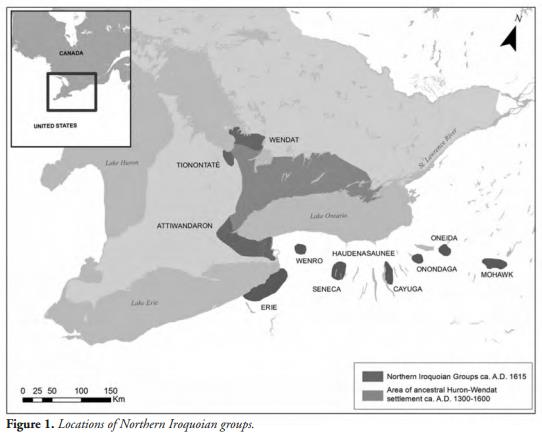 CANADA
UNITED STATES
N
Lake Huron
WENDAT
TIONONTATÉ
St. Lawrence River
ATTIWANDARON
Lake Ontario
WENRO
HAUDENASAUNEE
ONEIDA
ONONDAGA
MOHAWK
SENECA
CAYUGA
Lake Erie
ERIE
0 25 50 100 150
Km
Northern Iroquoian Groups ca. A.D. 1615
Area of ancestral Huron-Wendat
settlement ca. A.D. 1300-1600
Figure 1. Locations of Northern Iroquoian groups.